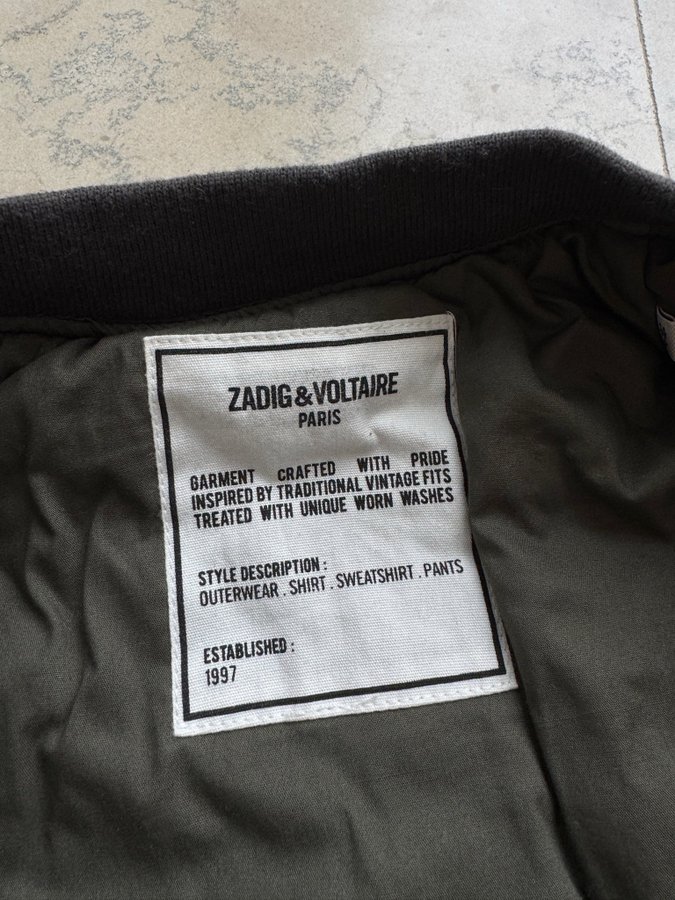 ZADIG&VOLTAIRE
PARIS
GARMENT CRAFTED WITH PRIDE
INSPIRED BY TRADITIONAL VINTAGE FITS
TREATED WITH UNIQUE WORN WASHES
STYLE DESCRIPTION :
OUTERWEAR . SHIRT . SWEATSHIRT . PANTS
ESTABLISHED :
1997